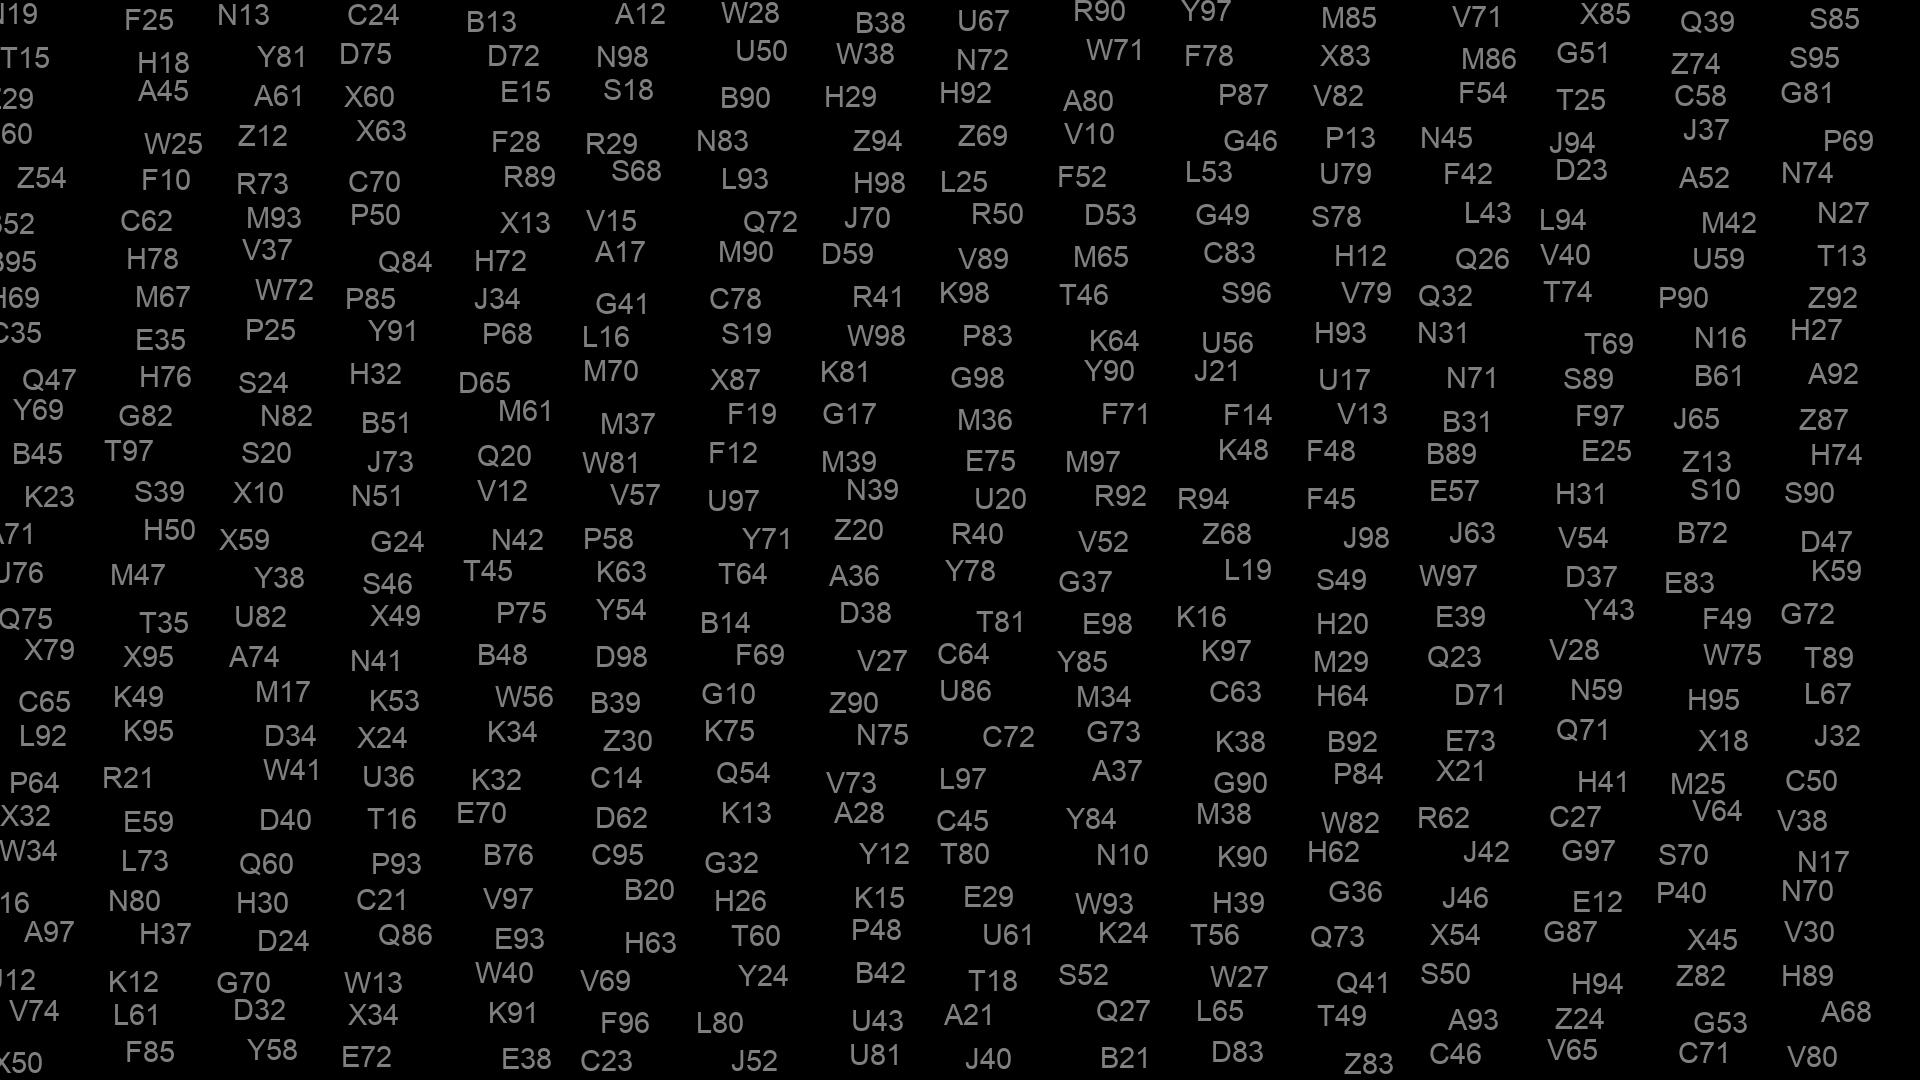 N19 F25 N13 C24 B13 A12 W28 B38 U67 R90 Y97 M85 V71 X85 Q39 S85
T15 H18 Y81 D75 D72 N98 U50 W38 N72 W71 F78 X83 M86 G51 Z74 S95
Z29 A45 A61 X60 E15 S18 B90 H29 H92 A80 P87 V82 F54 T25 C58 G81
60 W25 Z12 X63 F28 R29 N83 Z94 Z69 V10 G46 P13 N45 J94 J37 P69
Z54 F10 R73 C70 R89 S68 L93 H98 L25 F52 L53 U79 F42 D23 A52 N74
52 C62 M93 P50 X13 V15 Q72 J70 R50 D53 G49 S78 L43 L94 M42 N27
95 H78 V37 Q84 H72 A17 M90 D59 V89 M65 C83 H12 Q26 V40 U59 T13
H69 M67 W72 P85 J34 G41 C78 R41 K98 T46 S96 V79 Q32 T74 P90 Z92
C35 E35 P25 Y91 P68 L16 S19 W98 P83 K64 U56 H93 N31 T69 N16 H27
Q47 H76 S24 H32 D65 M70 X87 K81 G98 Y90 J21 U17 N71 S89 B61 A92
Y69 G82 N82 B51 M61 M37 F19 G17 M36 F71 F14 V13 B31 F97 J65 Z87
B45 T97 S20 J73 Q20 W81 F12 M39 E75 M97 K48 F48 B89 E25 Z13 H74
K23 S39 X10 N51 V12 V57 U97 N39 U20 R92 R94 F45 E57 H31 S10 S90
A71 H50 X59 G24 N42 P58 Y71 Z20 R40 V52 Z68 J98 J63 V54 B72 D47
U76 M47 Y38 S46 T45 K63 T64 A36 Y78 G37 L19 S49 W97 D37 E83 K59
Q75 T35 U82 X49 P75 Y54 B14 D38 T81 E98 K16 H20 E39 Y43 F49 G72
X79 X95 A74 N41 B48 D98 F69 V27 C64 Y85 K97 M29 Q23 V28 W75 T89
C65 K49 M17 K53 W56 B39 G10 Z90 U86 M34 C63 H64 D71 N59 H95 L67
L92 K95 D34 X24 K34 Z30 K75 N75 C72 G73 K38 B92 E73 Q71 X18 J32
P64 R21 W41 U36 K32 C14 Q54 V73 L97 A37 G90 P84 X21 H41 M25 C50
X32 E59 D40 T16 E70 D62 K13 A28 C45 Y84 M38 W82 R62 C27 V64 V38
W34 L73 Q60 P93 B76 C95 G32 Y12 T80 N10 K90 H62 J42 G97 S70 N17
16 N80 H30 C21 V97 B20 H26 K15 E29 W93 H39 G36 J46 E12 P40 N70
A97 H37 D24 Q86 E93 H63 T60 P48 U61 K24 T56 Q73 X54 G87 X45 V30
12 K12 G70 W13 W40 V69 Y24 B42 T18 S52 W27 Q41 S50 H94 Z82 H89
V74 L61 D32 X34 K91 F96 L80 U43 A21 Q27 L65 T49 A93 Z24 G53 A68
X50 F85 Y58 E72 E38 C23 J52 U81 J40 B21 D83 Z83 C46 V65 C71 V80